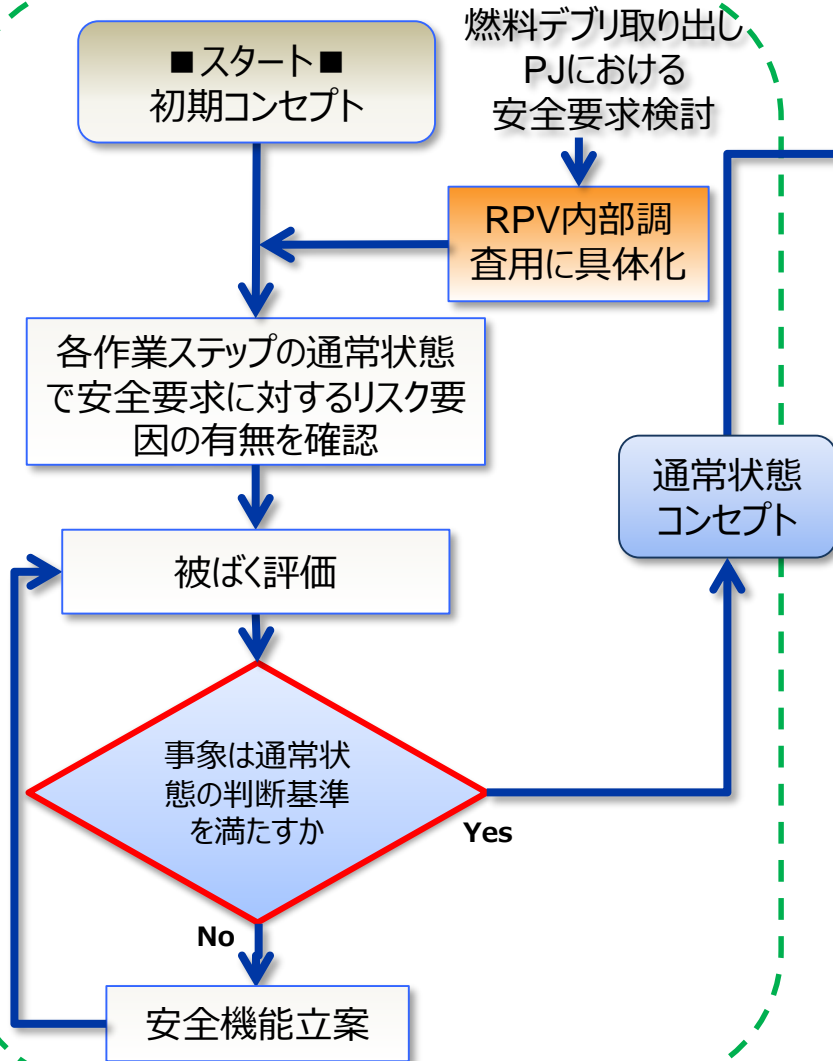 ■スタート■
初期コンセプト
燃料デブリ取り出し
PJにおける
安全要求検討
RPV内部調
査用に具体化
各作業ステップの通常状態
で安全要求に対するリスク要
因の有無を確認
通常状態
コンセプト
被ばく評価
事象は通常状
態の判断基準
を満たすか
Yes
No
安全機能立案